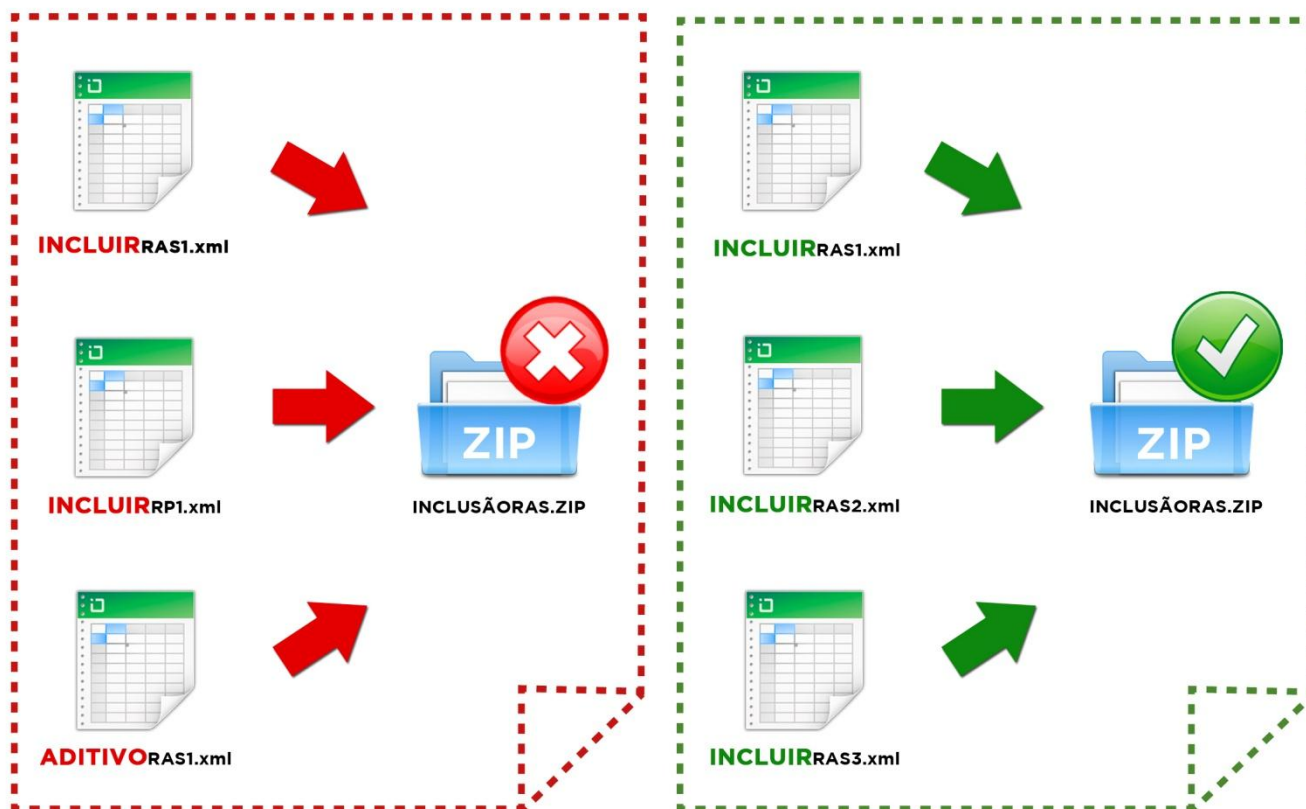 INCLUIRRAS1.xml
INCLUIRRP1.xml
ADITIVORAS1.xml
ZIP
INCLUSÃORAS.ZIP
INCLUIRRAS1.xml
INCLUIRRAS2.xml
INCLUIRRAS3.xml
ZIP
INCLUSÃORAS.ZIP